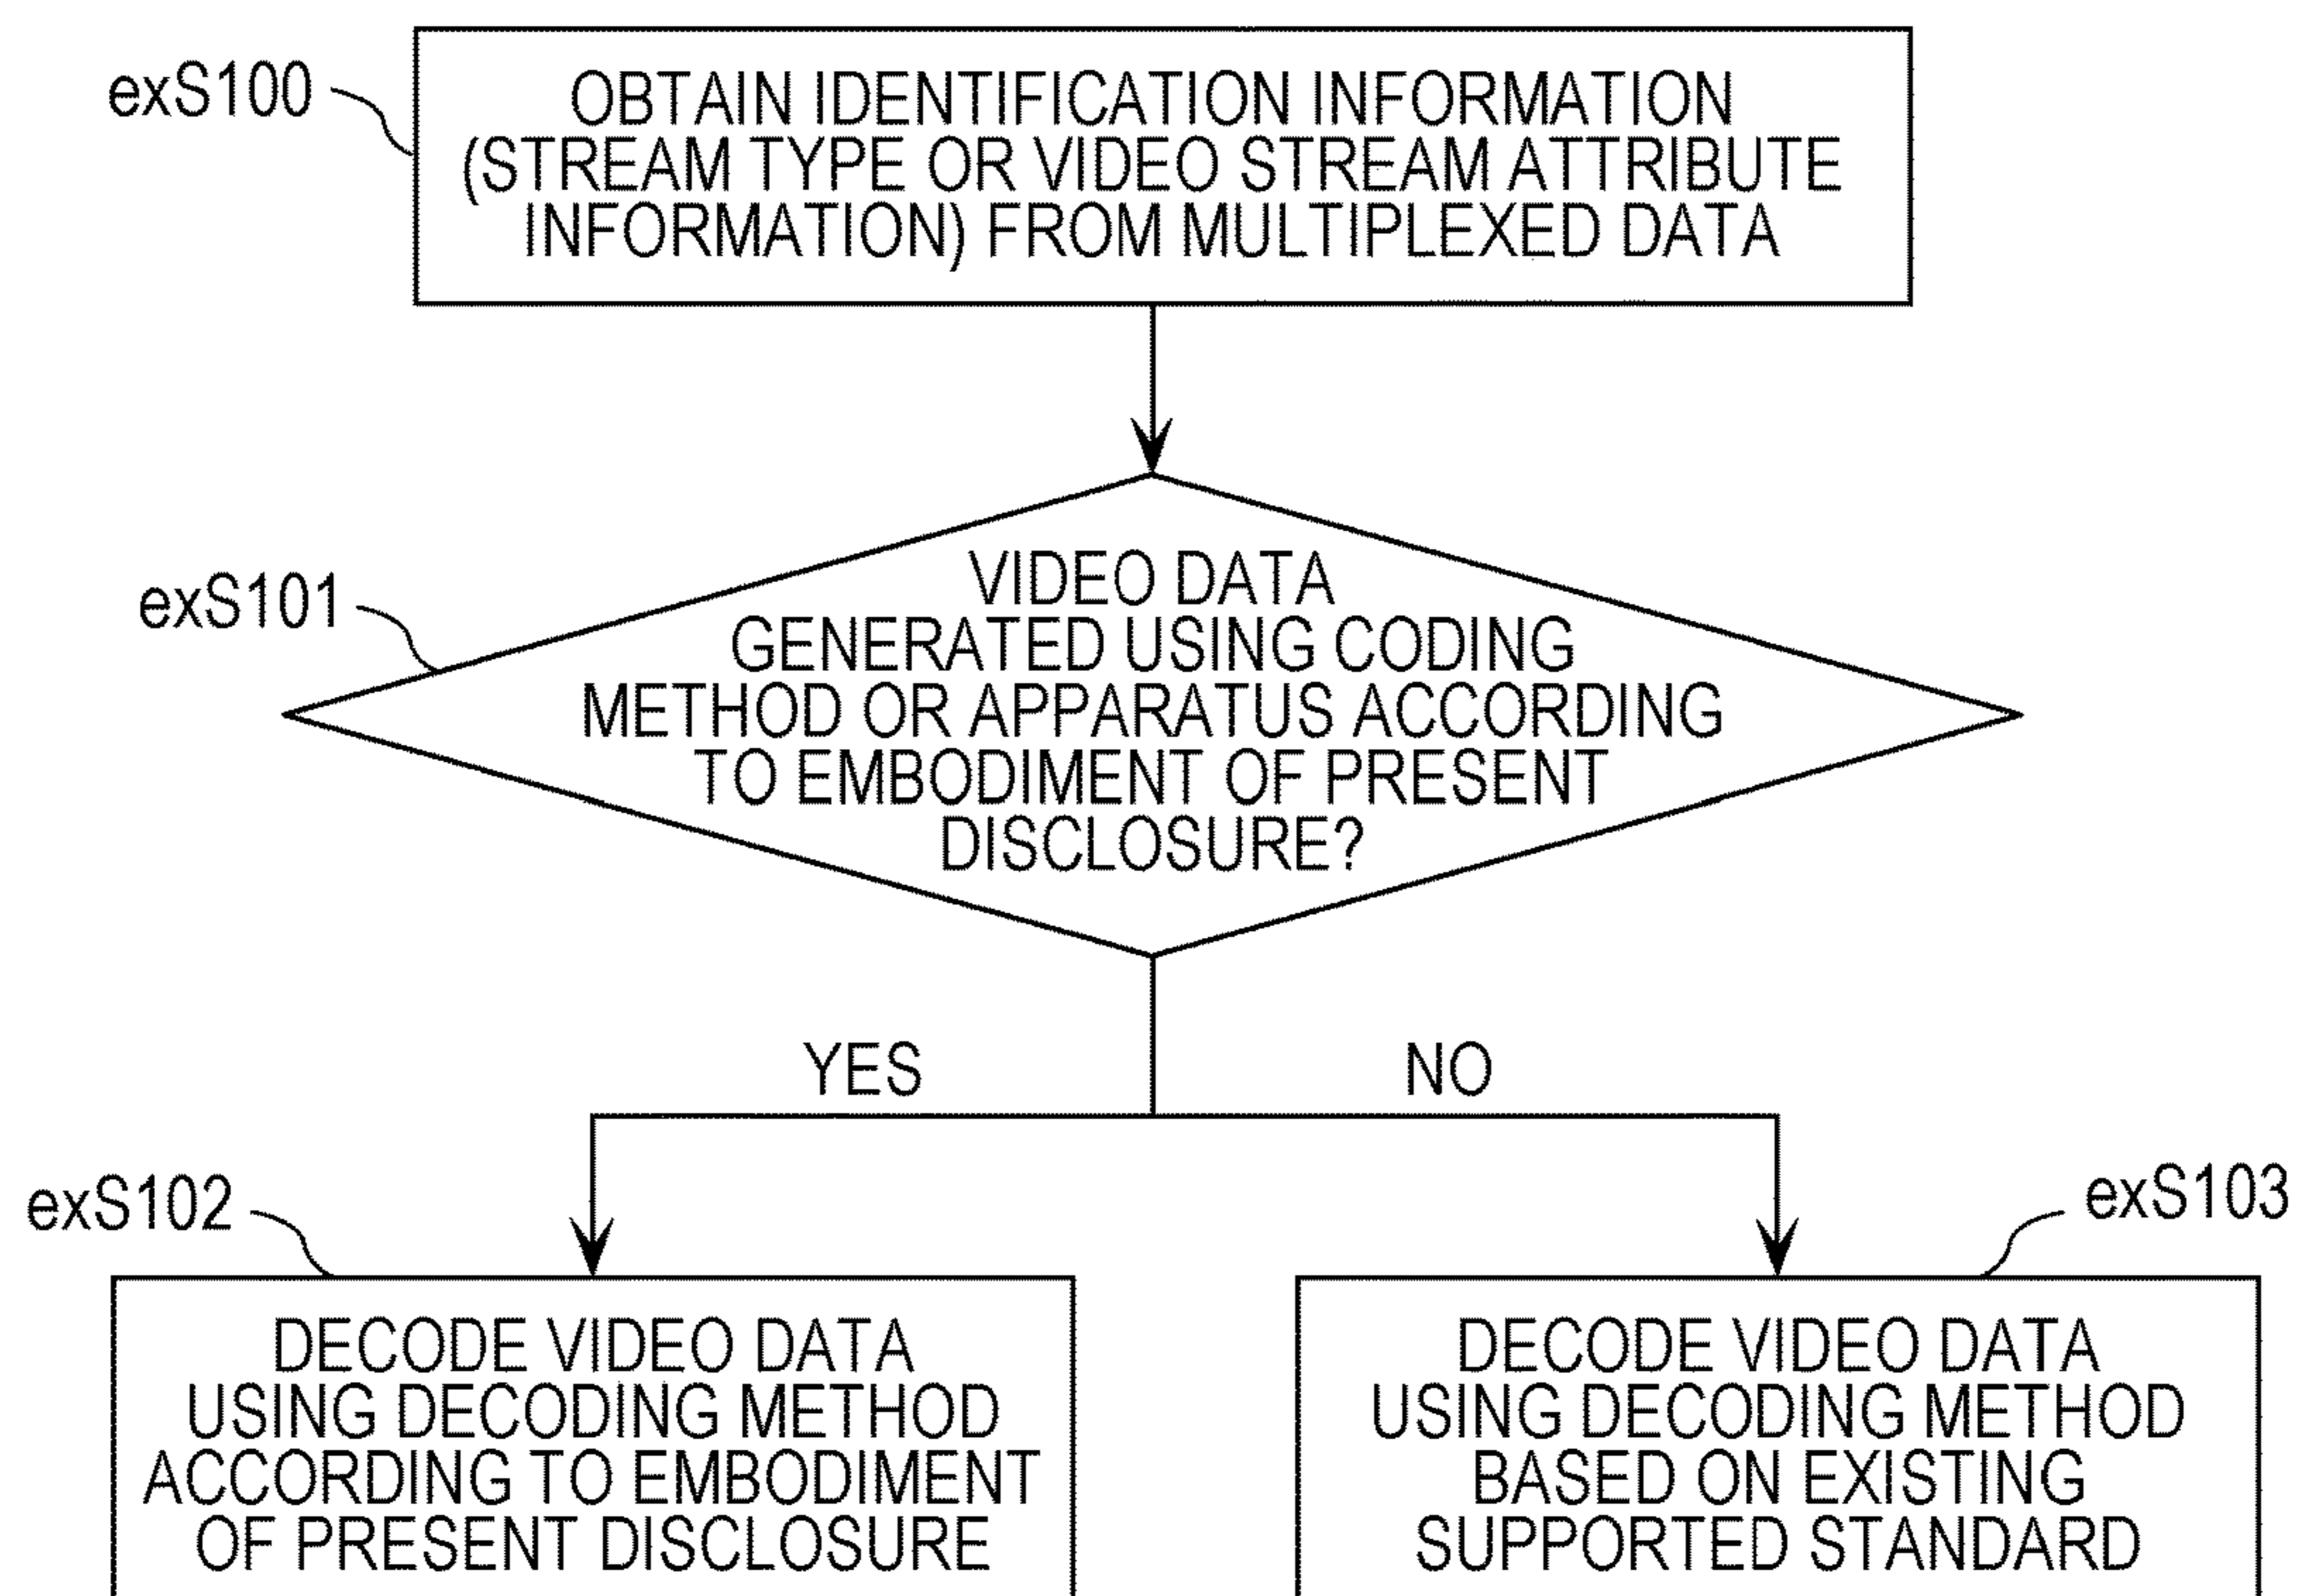 exS100
OBTAIN IDENTIFICATION INFORMATION
(STREAM TYPE OR VIDEO STREAM ATTRIBUTE
INFORMATION) FROM MULTIPLEXED DATA
exS101
VIDEO DATA
GENERATED USING CODING
METHOD OR APPARATUS ACCORDING
TO EMBODIMENT OF PRESENT
DISCLOSURE?
YES
NO
exS102
DECODE VIDEO DATA
USING DECODING METHOD
ACCORDING TO EMBODIMENT
OF PRESENT DISCLOSURE
exS103
DECODE VIDEO DATA
USING DECODING METHOD
BASED ON EXISTING
SUPPORTED STANDARD